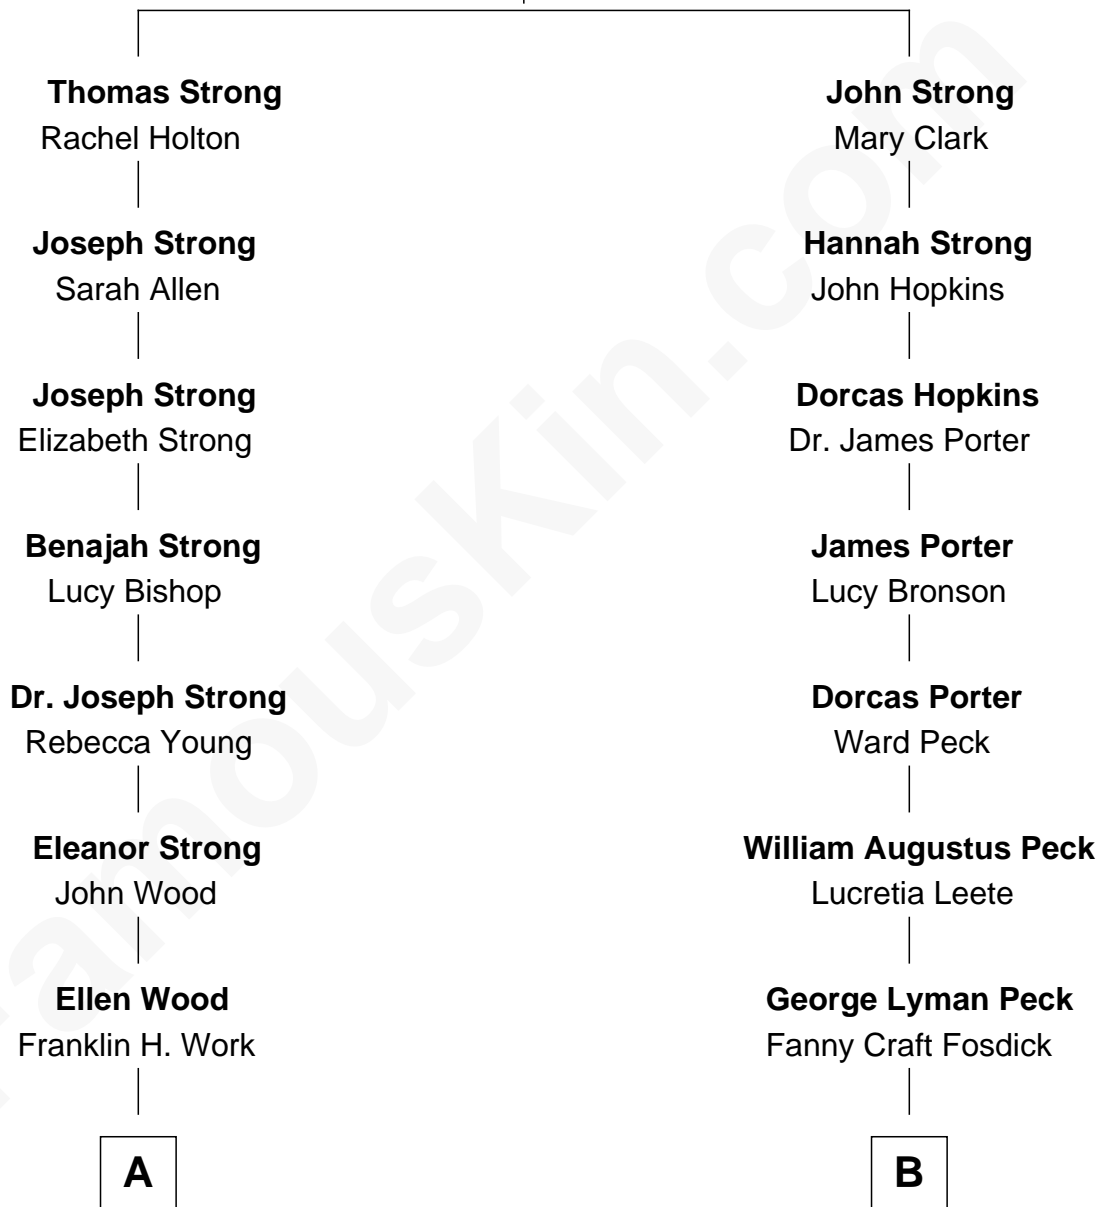 Thomas Strong
Rachel Holton
Joseph Strong
Sarah Allen
Joseph Strong
Elizabeth Strong
Benajah Strong
Lucy Bishop
Dr. Joseph Strong
Rebecca Young
Eleanor Strong
John Wood
Ellen Wood
Franklin H. Work
A
John Strong
Mary Clark
Hannah Strong
John Hopkins
Dorcas Hopkins
Dr. James Porter
James Porter
Lucy Bronson
Dorcas Porter
Ward Peck
William Augustus Peck
Lucretia Leete
George Lyman Peck
Fanny Craft Fosdick
B
FamousKin.com